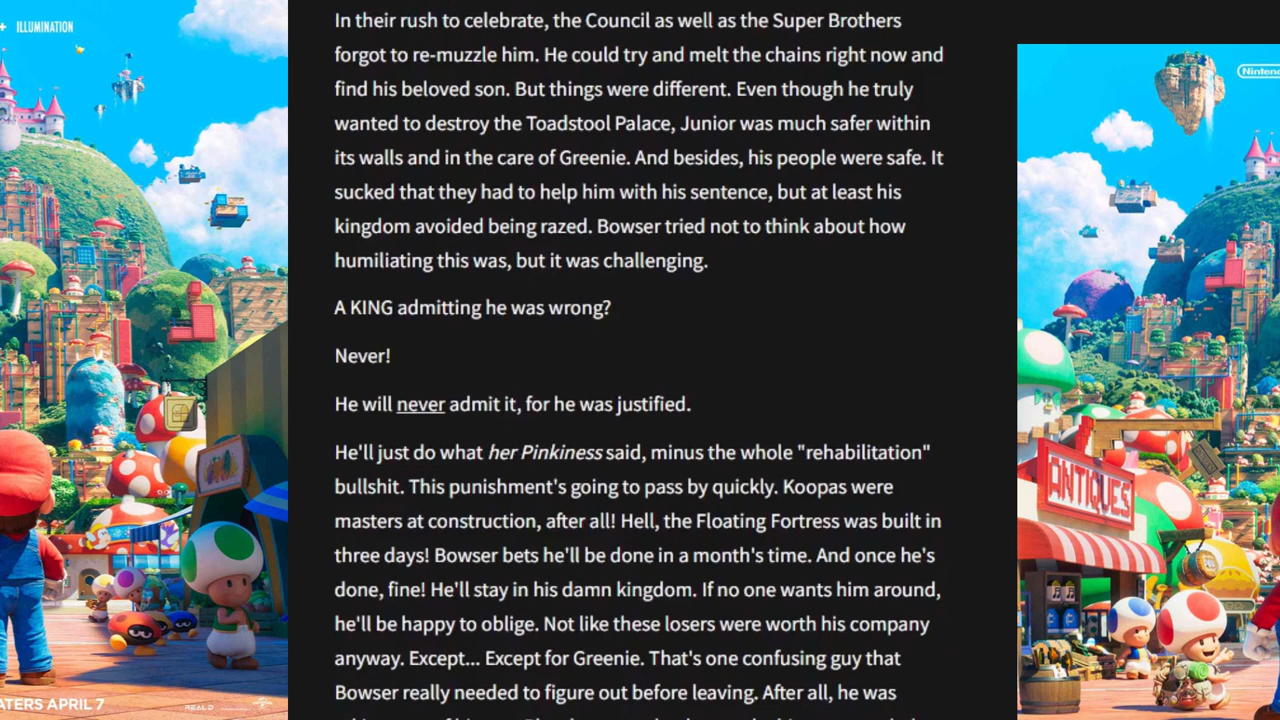 + ILLUMINATION
In their rush to celebrate, the Council as well as the Super Brothers
forgot to re-muzzle him. He could try and melt the chains right now and
find his beloved son. But things were different. Even though he truly
wanted to destroy the Toadstool Palace, Junior was much safer within
its walls and in the care of Greenie. And besides, his people were safe. It
sucked that they had to help him with his sentence, but at least his
kingdom avoided being razed. Bowser tried not to think about how
humiliating this was, but it was challenging.
A KING admitting he was wrong?
Never!
He will never admit it, for he was justified.
He'll just do what her Pinkiness said, minus the whole "rehabilitation"
bullshit. This punishment's going to pass by quickly. Koopas were
masters at construction, after all! Hell, the Floating Fortress was built in
three days! Bowser bets he'll be done in a month's time. And once he's
done, fine! He'll stay in his damn kingdom. If no one wants him around,
he'll be happy to oblige. Not like these losers were worth his company
anyway. Except... Except for Greenie. That's one confusing guy that
Bowser really needed to figure out before leaving. After all, he was
ATERS APRIL 7
REALD
Ninten
ANTIQUES